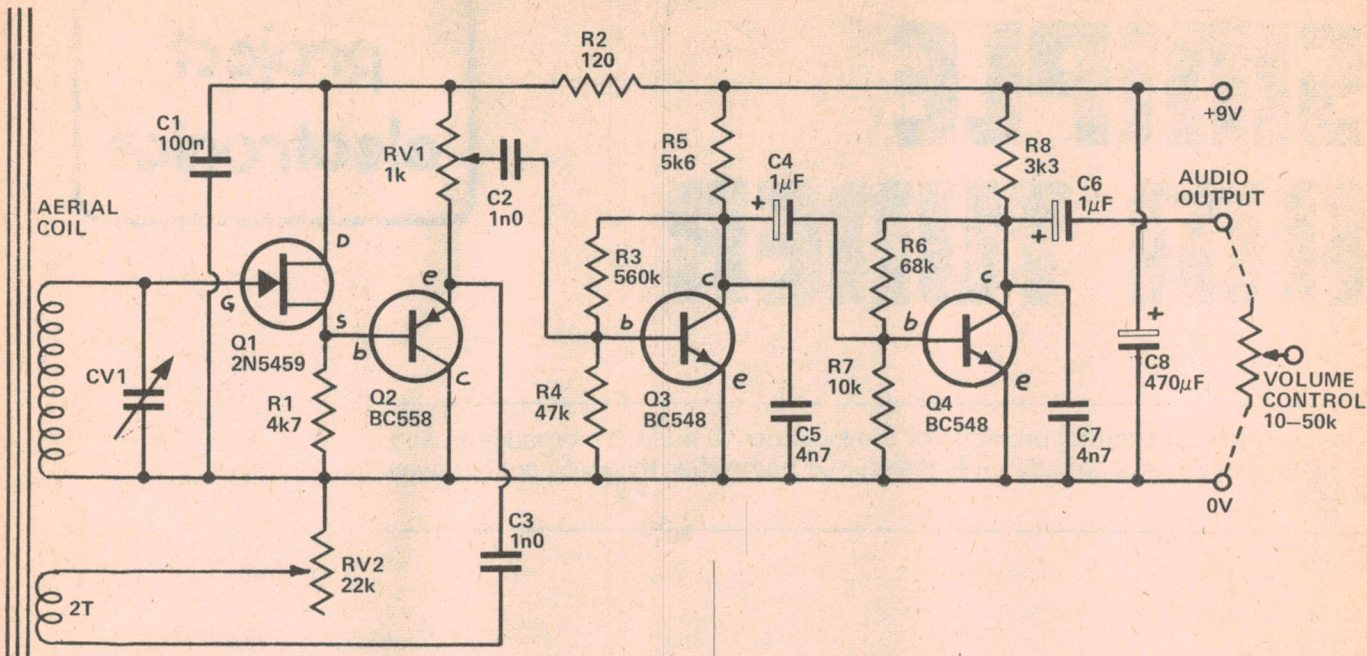 R2
120
+9V
C1
100n
RV1
1k
C2
1n0
R5
5k6
C4
1μF
+
R8
3k3
C6
1μF
+
AUDIO
OUTPUT
AERIAL
COIL
D
G
S
Q1
2N5459
e
b
c
Q2
BC558
R3
560k
c
b
e
Q3
BC548
R6
68k
c
b
e
Q4
BC548
+
C8
470μF
CV1
R1
4k7
R4
47k
R7
10k
C5
4n7
C7
4n7
VOLUME
CONTROL
10–50k
0V
C3
1n0
RV2
22k
2T